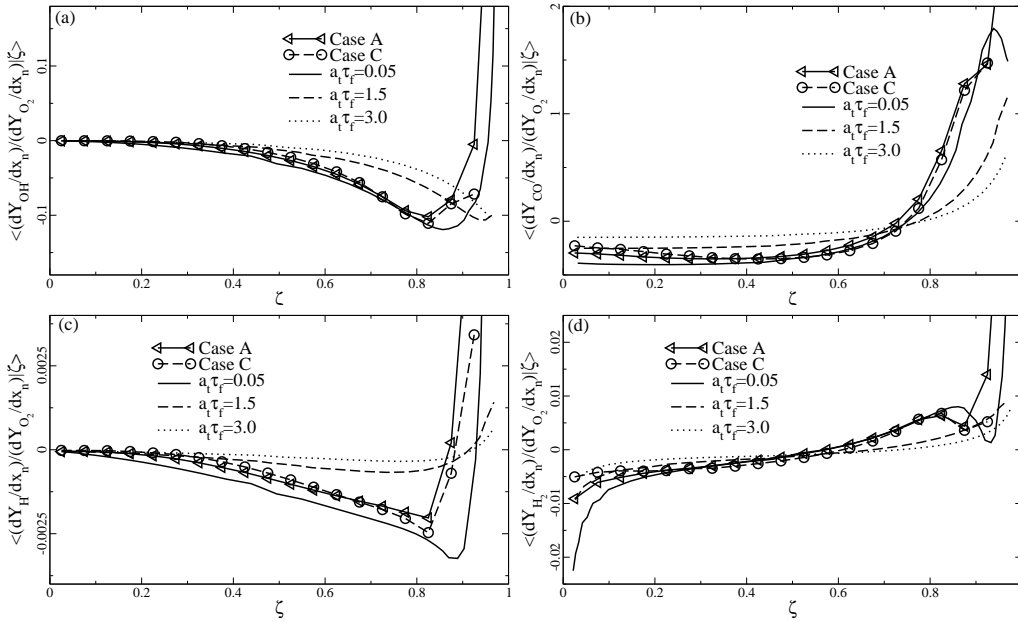 (a)
Case A
Case C
a_tτ_f=0.05
a_tτ_f=1.5
a_tτ_f=3.0
<(dY_OH/dx_n)/(dY_O2/dx_n)|ζ>
0.1
0
-0.1
0 0.2 0.4 0.6 0.8 1
ζ
(b)
Case A
Case C
a_tτ_f=0.05
a_tτ_f=1.5
a_tτ_f=3.0
<(dY_CO/dx_n)/(dY_O2/dx_n)|ζ>
2
1
0
0 0.2 0.4 0.6 0.8 1
ζ
(c)
Case A
Case C
a_tτ_f=0.05
a_tτ_f=1.5
a_tτ_f=3.0
<(dY_H/dx_n)/(dY_O2/dx_n)|ζ>
0.0025
0
-0.0025
0 0.2 0.4 0.6 0.8 1
ζ
(d)
Case A
Case C
a_tτ_f=0.05
a_tτ_f=1.5
a_tτ_f=3.0
<(dY_H2/dx_n)/(dY_O2/dx_n)|ζ>
0.02
0.01
0
-0.01
-0.02
0 0.2 0.4 0.6 0.8 1
ζ